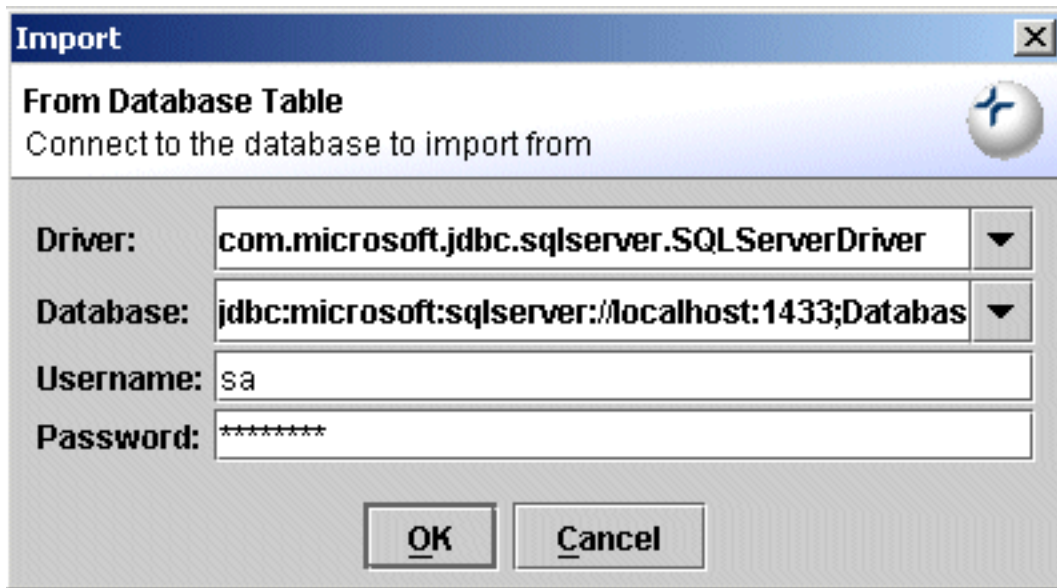 Import
From Database Table
Connect to the database to import from
Driver: com.microsoft.jdbc.sqlserver.SQLServerDriver
Database: jdbc:microsoft:sqlserver://localhost:1433;Databas
Username: sa
Password: ********
OK Cancel